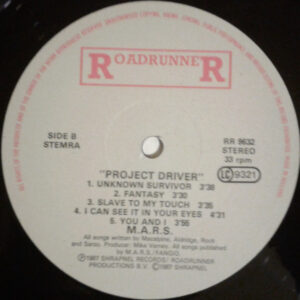 ROADRUNNER
SIDE B
STEMRA
RR 9632
STEREO
33 rpm
LC 9321
"PROJECT DRIVER"
1. UNKNOWN SURVIVOR 3'38
2. FANTASY 3'30
3. SLAVE TO MY TOUCH 3'35
4. I CAN SEE IT IN YOUR EYES 4'31
5. YOU AND I 3'55
M.A.R.S.
All songs written by Macalpine, Aldridge, Rock
and Sarzo. Producer: Mike Varney. All songs published
by M.A.R.S./FANGIO.
℗ 1987 SHRAPNEL RECORDS/ ROADRUNNER
PRODUCTIONS B.V. © 1987 SHRAPNEL